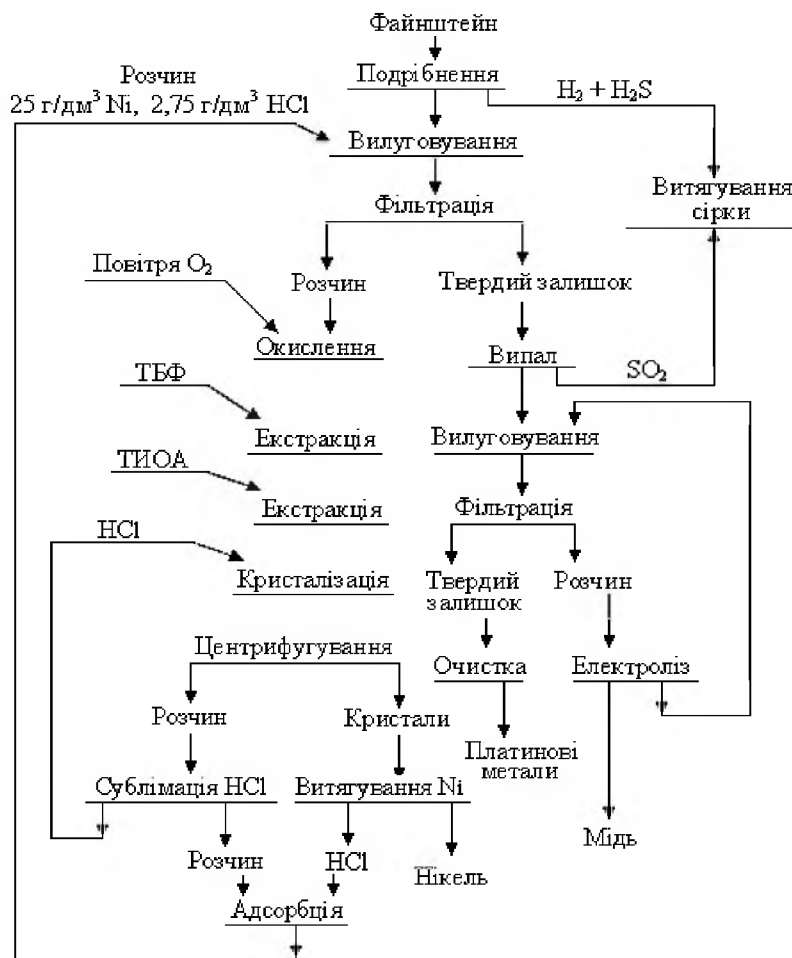 Файнштейн
Розчин
25 г/дм³ Ni, 2,75 г/дм³ HCl
Подрібнення
H₂ + H₂S
Вилуговування
Витягування
сірки
Фільтрація
Повітря O₂
Розчин
Твердий залишок
Окислення
Випал
SO₂
ТБФ
Екстракція
Вилуговування
ТИОА
Екстракція
Фільтрація
HCl
Кристалізація
Твердий
залишок
Розчин
Центрифугування
Очистка
Електроліз
Розчин
Кристали
Платинові
метали
Сублімація HCl
Витягування Ni
Мідь
Розчин
HCl
Нікель
Адсорбція